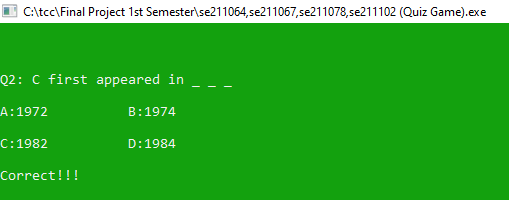 C:\tcc\Final Project 1st Semester\se211064,se211067,se211078,se211102 (Quiz Game).exe
Q2: C first appeared in _ _ _
A:1972 B:1974
C:1982 D:1984
Correct!!!